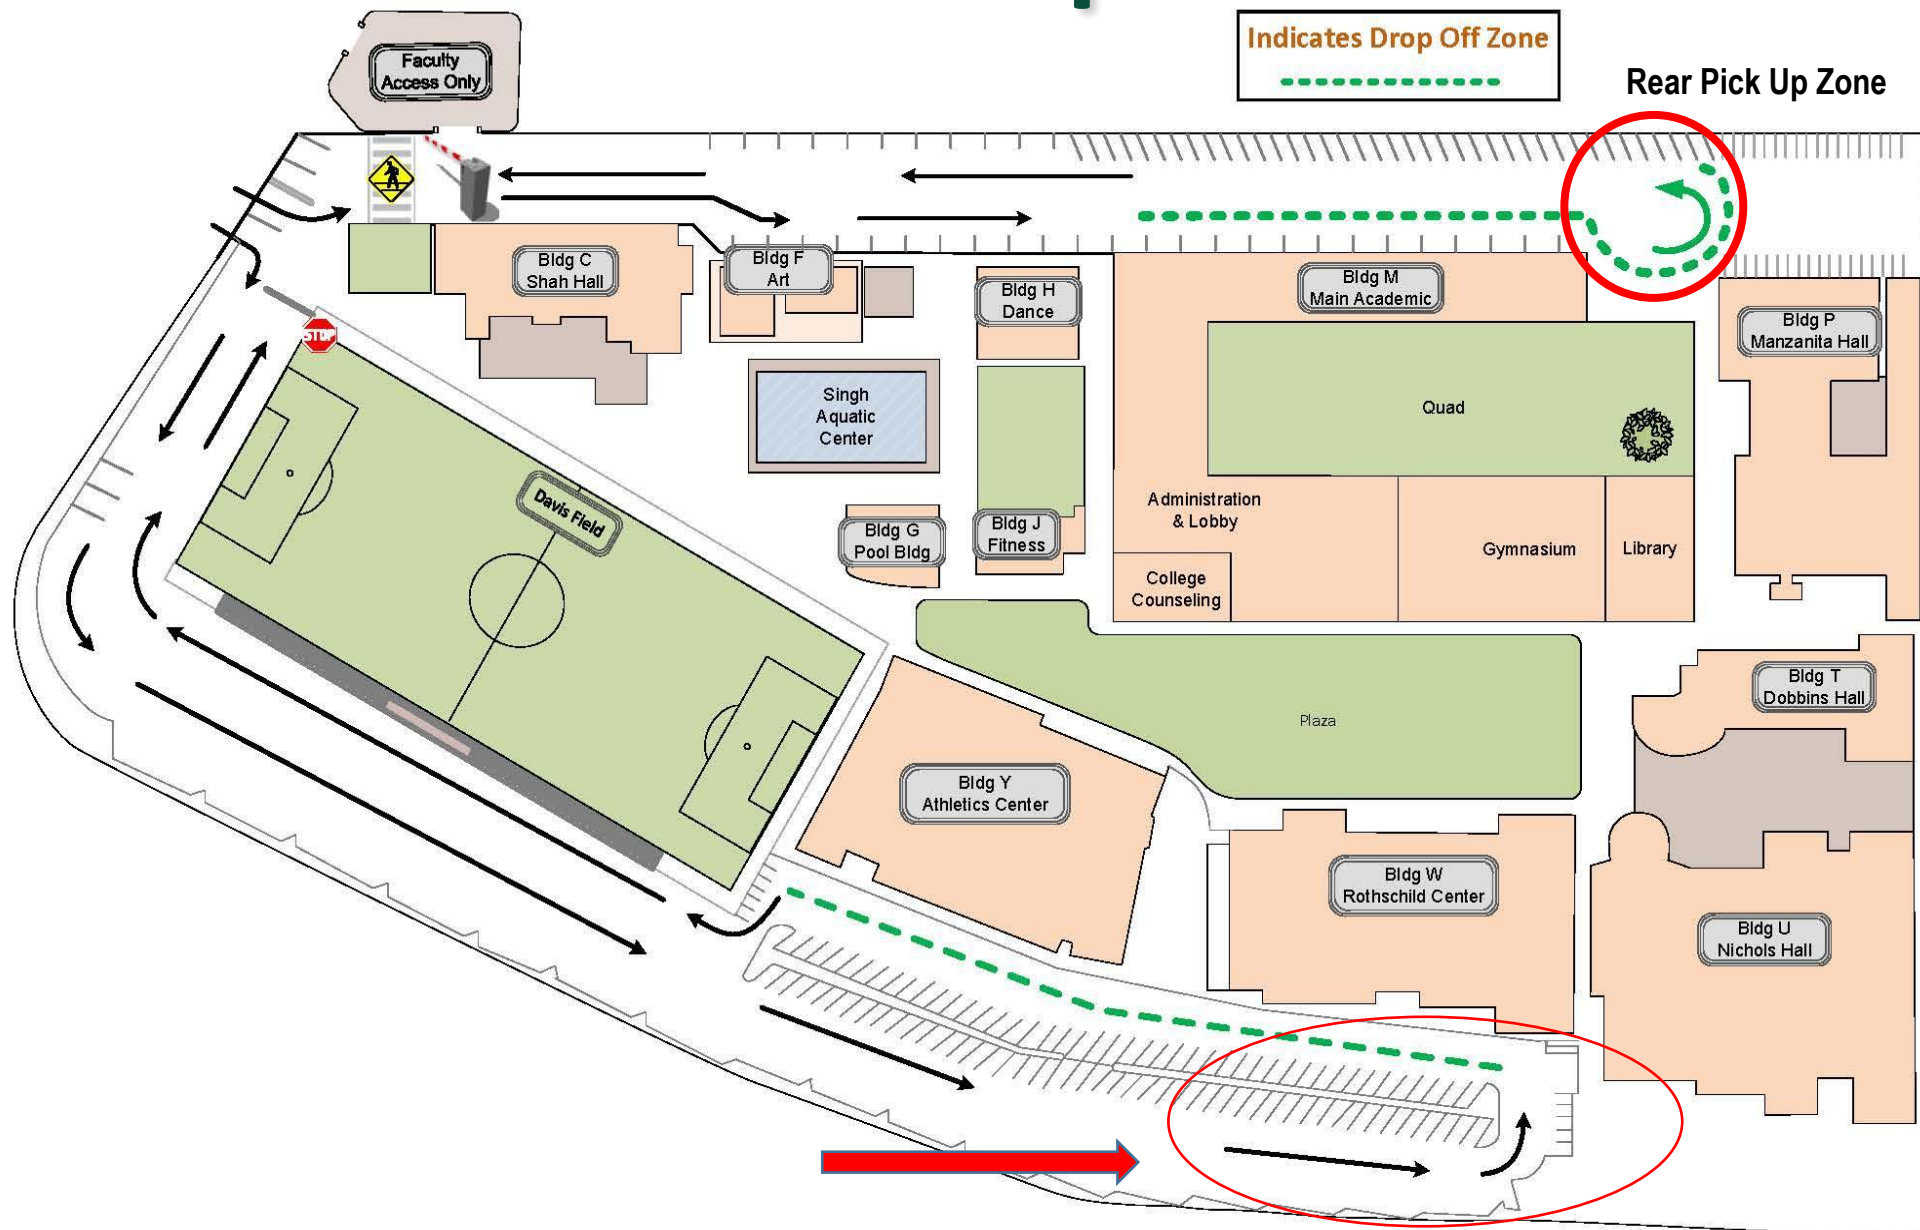 Indicates Drop Off Zone
Rear Pick Up Zone
Faculty
Access Only
Bldg C
Shah Hall
Bldg F
Art
Bldg H
Dance
Bldg M
Main Academic
Bldg P
Manzanita Hall
STOP
Singh
Aquatic
Center
Quad
Davis Field
Administration
& Lobby
Bldg G
Pool Bldg
Bldg J
Fitness
Gymnasium
Library
College
Counseling
Bldg T
Dobbins Hall
Plaza
Bldg Y
Athletics Center
Bldg W
Rothschild Center
Bldg U
Nichols Hall